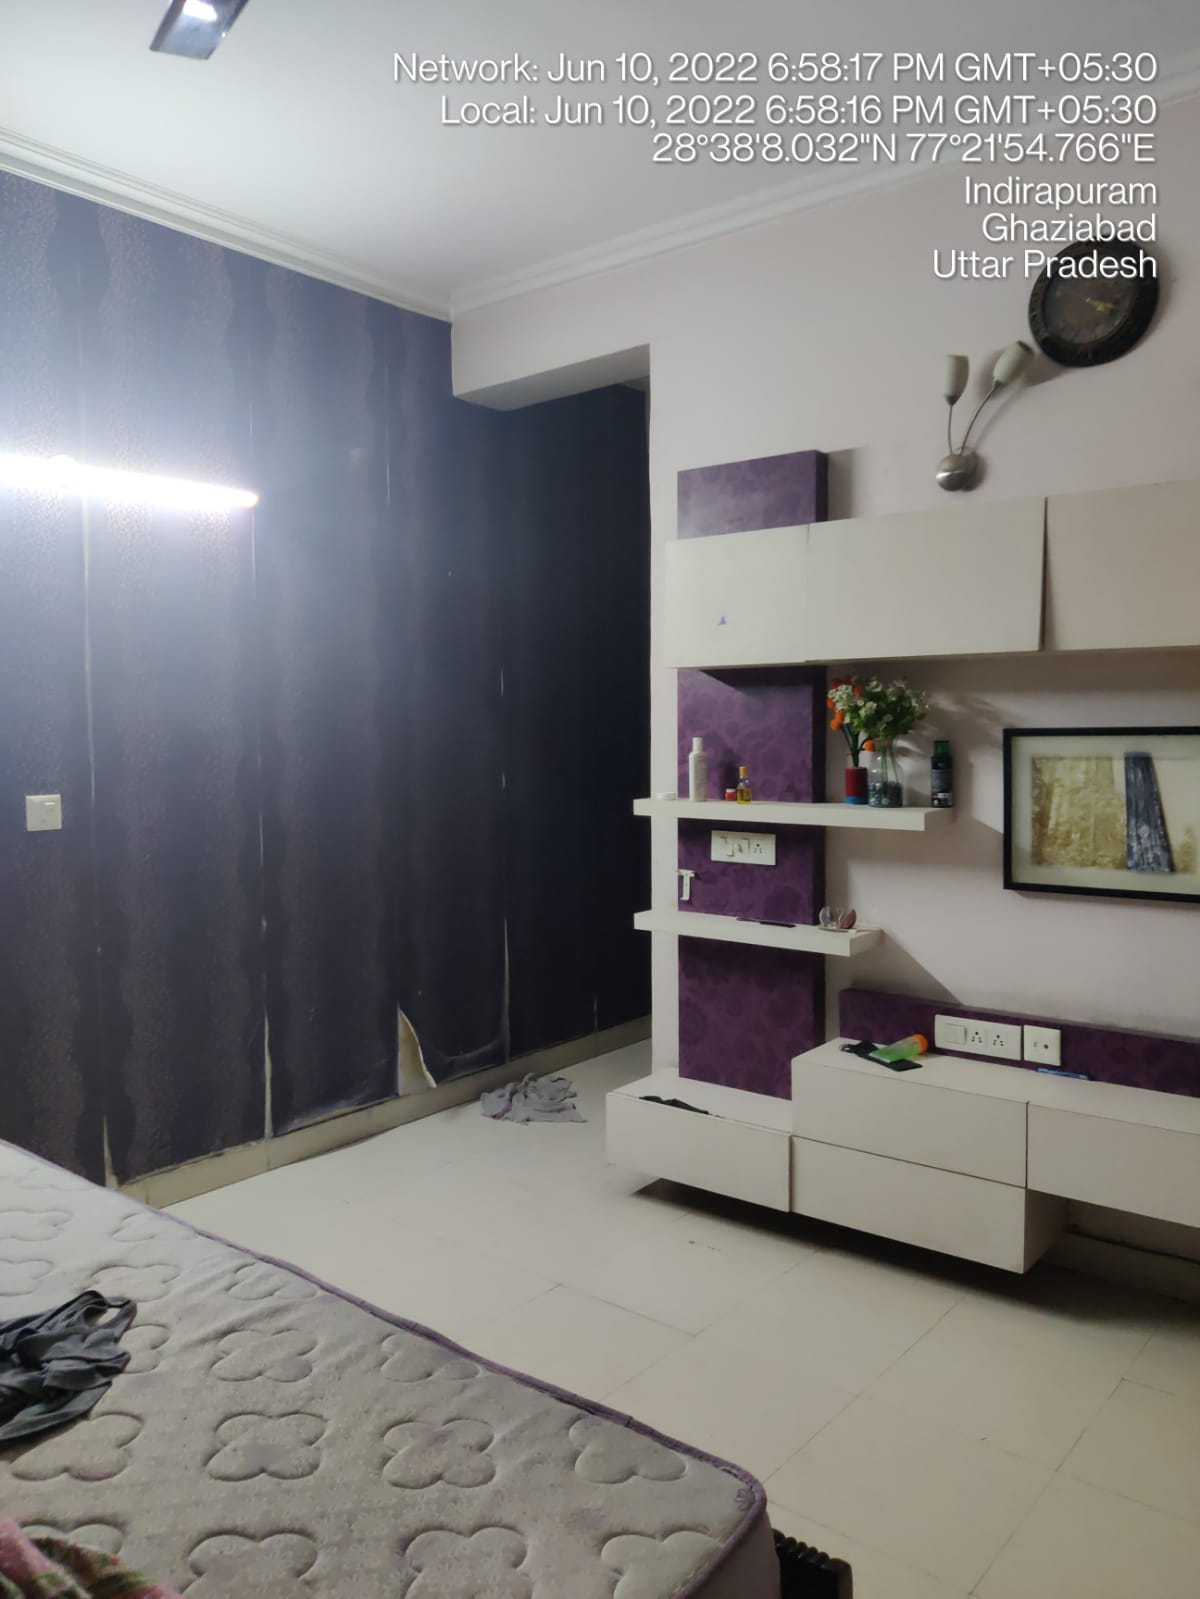 Network: Jun 10, 2022 6:58:17 PM GMT+05:30
Local: Jun 10, 2022 6:58:16 PM GMT+05:30
28°38'8.032"N 77°21'54.766"E
Indirapuram
Ghaziabad
Uttar Pradesh